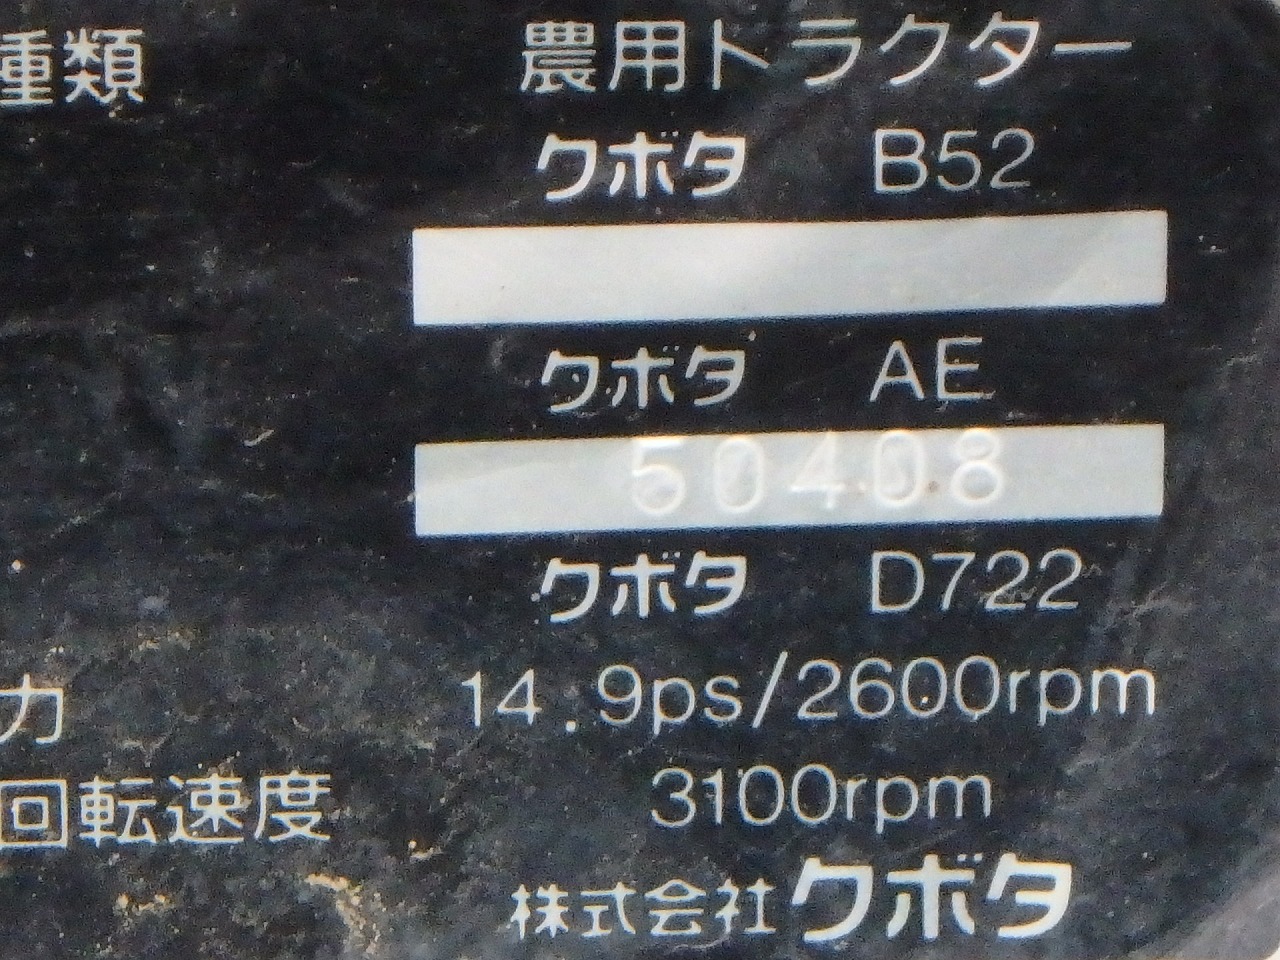 種類 農用トラクター
クボタ B52
クボタ AE
50408
クボタ D722
力 14.9ps/2600rpm
回転速度 3100rpm
株式会社クボタ